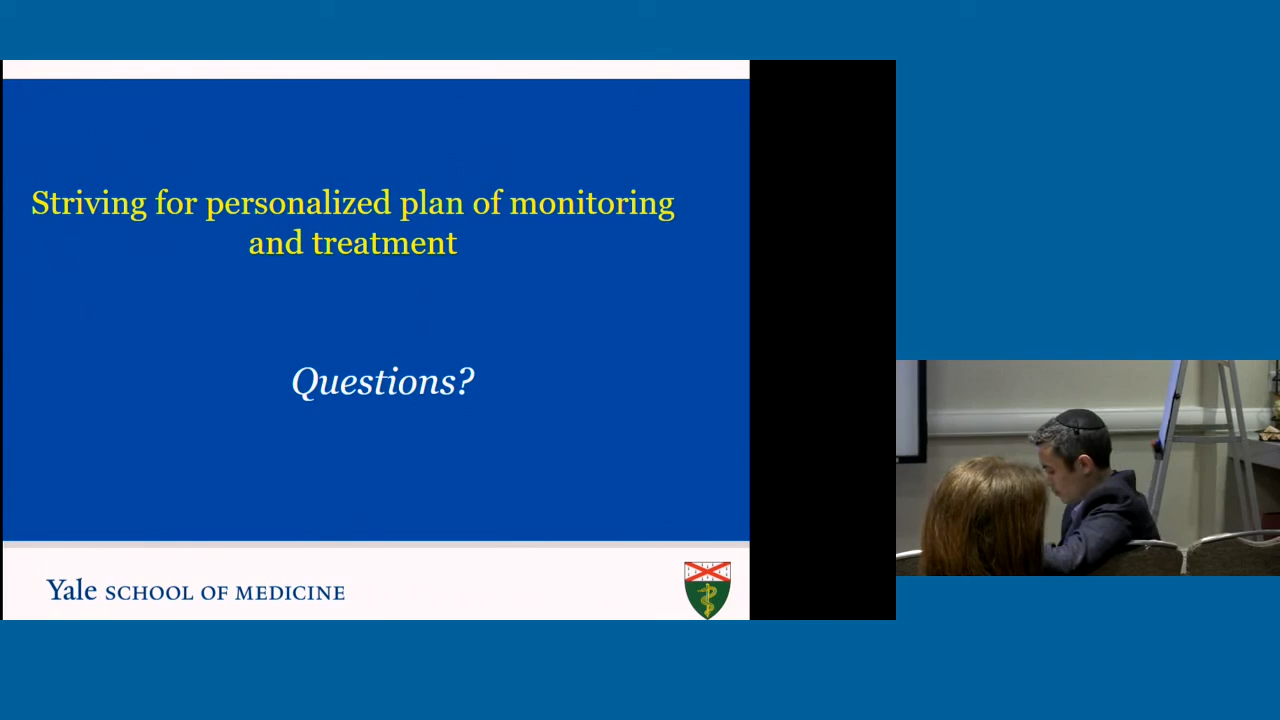 Striving for personalized plan of monitoring
and treatment
Questions?
Yale SCHOOL OF MEDICINE